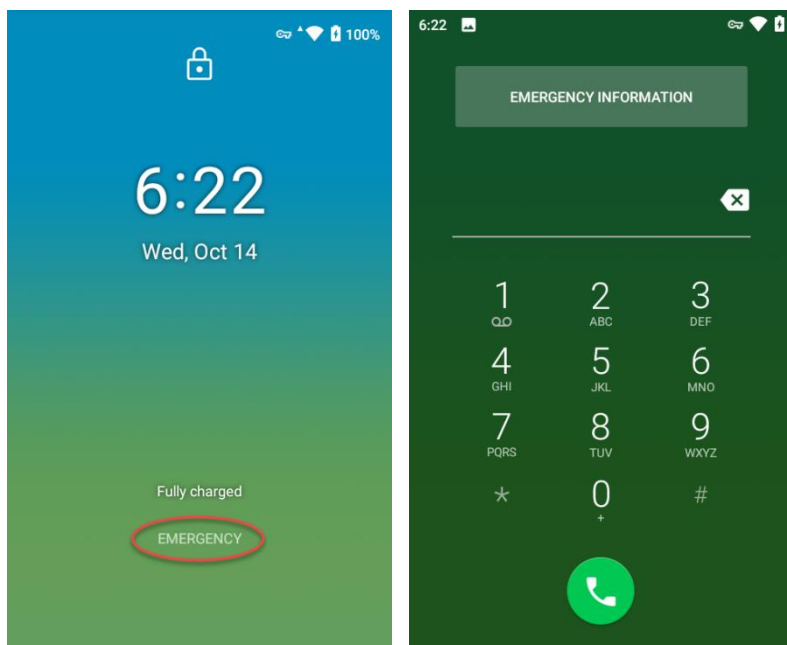 100%
6:22
Wed, Oct 14
Fully charged
EMERGENCY
6:22
EMERGENCY INFORMATION
1 2 3
ABC DEF
4 5 6
GHI JKL MNO
7 8 9
PQRS TUV WXYZ
* 0 #
+